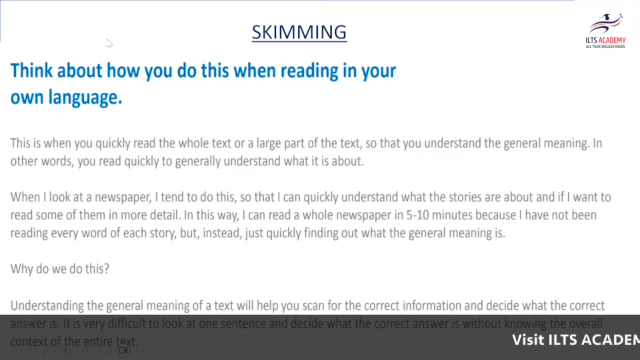 SKIMMING
ILTS ACADEMY
ALL YOUR ENGLISH NEEDS
Think about how you do this when reading in your
own language.
This is when you quickly read the whole text or a large part of the text, so that you understand the general meaning. In
other words, you read quickly to generally understand what it is about.
When I look at a newspaper, I tend to do this, so that I can quickly understand what the stories are about and if I want to
read some of them in more detail. In this way, I can read a whole newspaper in 5-10 minutes because I have not been
reading every word of each story, but, instead, just quickly finding out what the general meaning is.
Why do we do this?
Understanding the general meaning of a text will help you scan for the correct information and decide what the correct
answer is. It is very difficult to look at one sentence and decide what the correct answer is without knowing the overall
context of the entire text.
Visit ILTS ACADEM